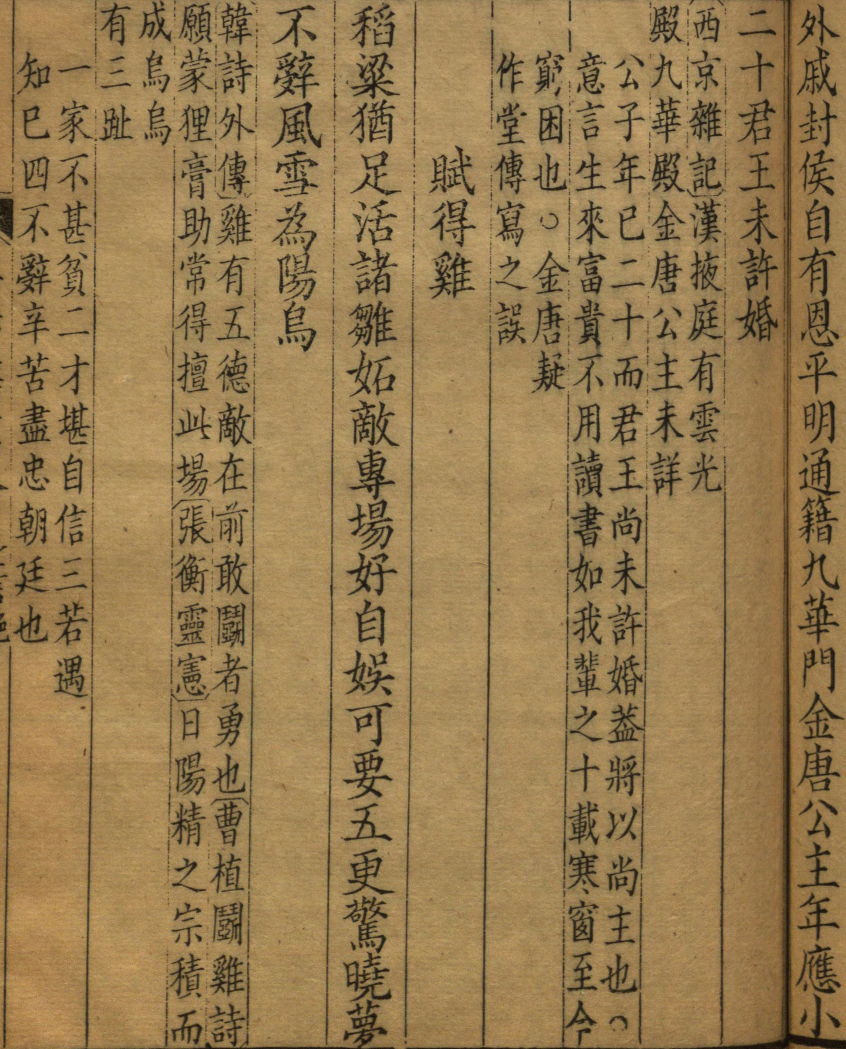 外戚封侯自有恩平明通籍九華門金唐公主年應小
二十君王未許婚
西京雜記漢掖庭有雲光
殿九華殿金唐公主未詳
公子年已二十而君王尚未許婚葢將以尚主也○
意言生來富貴不用讀書如我輩之十載寒窗至今
窮困也○金唐疑
作堂傳寫之誤
賦得雞
稻粱猶足活諸雛妬敵專場好自娛可要五更驚曉夢
不辭風雪為陽烏
韓詩外傳雞有五德敵在前敢鬬者勇也曹植鬬雞詩
願蒙狸膏助常得擅此場張衡靈憲日陽精之宗積而
成烏烏
有三趾
一家不甚貧二才堪自信三若遇
知已四不辭辛苦盡忠朝廷也